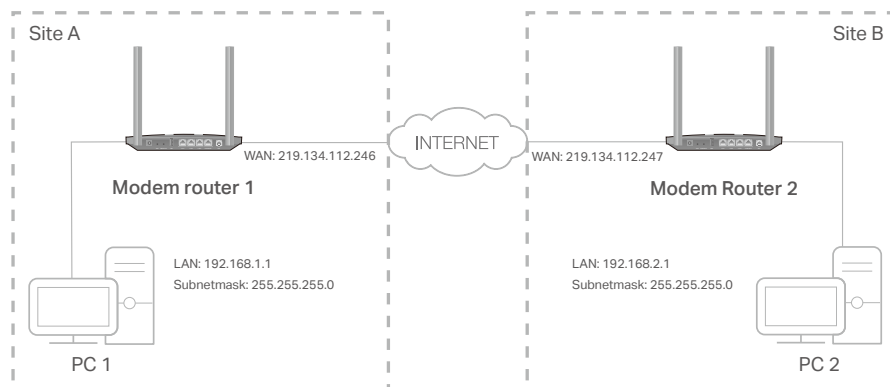 Site A
Site B
INTERNET
WAN: 219.134.112.246
WAN: 219.134.112.247
Modem router 1
Modem Router 2
LAN: 192.168.1.1
Subnetmask: 255.255.255.0
LAN: 192.168.2.1
Subnetmask: 255.255.255.0
PC 1
PC 2